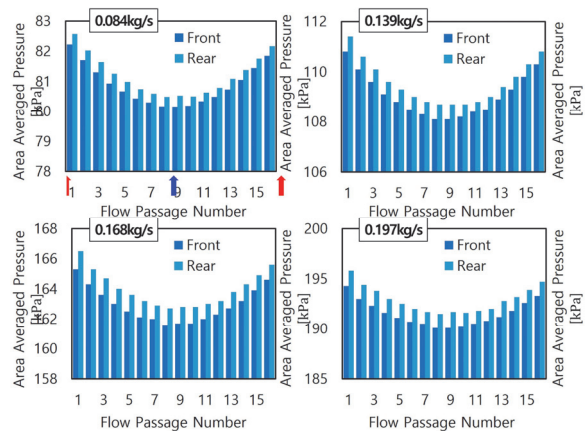 0.084kg/s
Area Averaged Pressure
[kPa]
83
82
81
80
79
78
Front
Rear
1 3 5 7 9 11 13 15
Flow Passage Number
0.139kg/s
Area Averaged Pressure
[kPa]
112
110
108
106
Front
Rear
1 3 5 7 9 11 13 15
Flow Passage Number
0.168kg/s
Area Averaged Pressure
[kPa]
168
166
164
162
160
158
Front
Rear
1 3 5 7 9 11 13 15
Flow Passage Number
0.197kg/s
Area Averaged Pressure
[kPa]
200
195
190
185
Front
Rear
1 3 5 7 9 11 13 15
Flow Passage Number